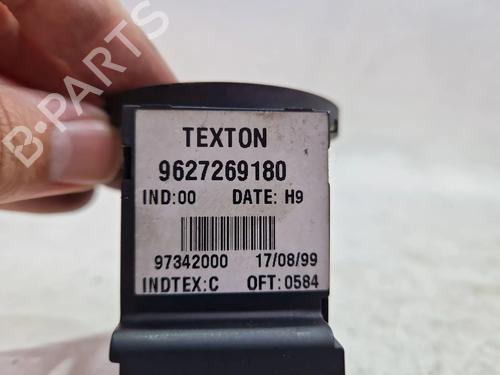 TEXTON
9627269180
IND:00 DATE: H9
97342000 17/08/99
INDTEX:C OFT:0584
B-PARTS